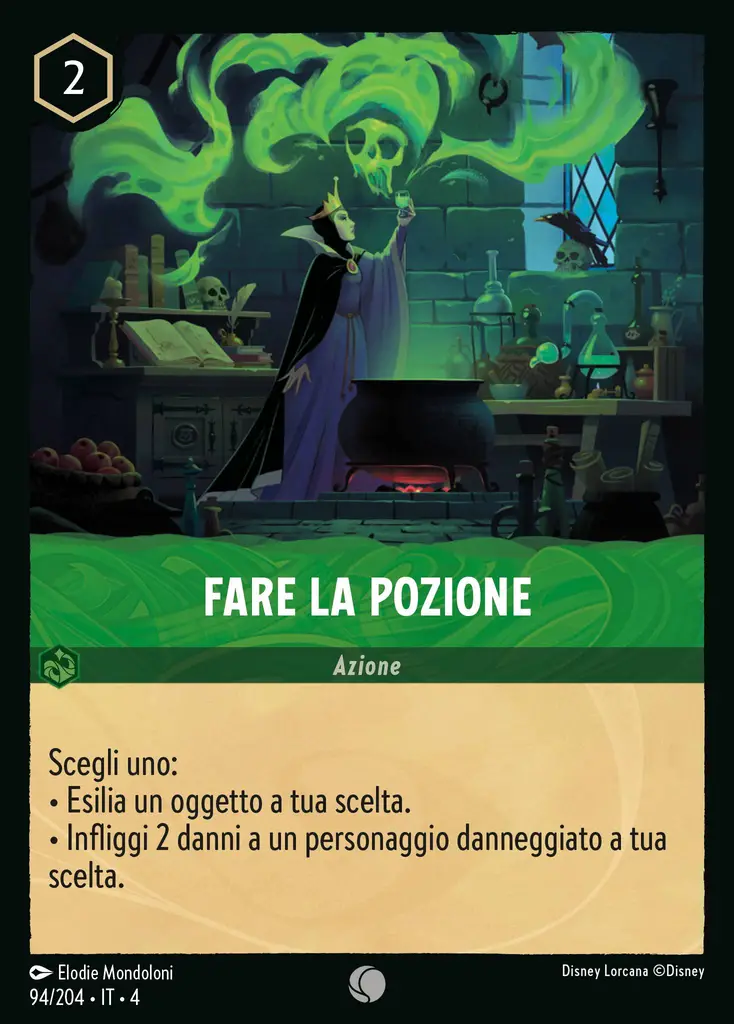 2
FARE LA POZIONE
Azione
Scegli uno:
• Esilia un oggetto a tua scelta.
• Infliggi 2 danni a un personaggio danneggiato a tua
scelta.
Elodie Mondoloni
Disney Lorcana ©Disney
94/204 • IT • 4